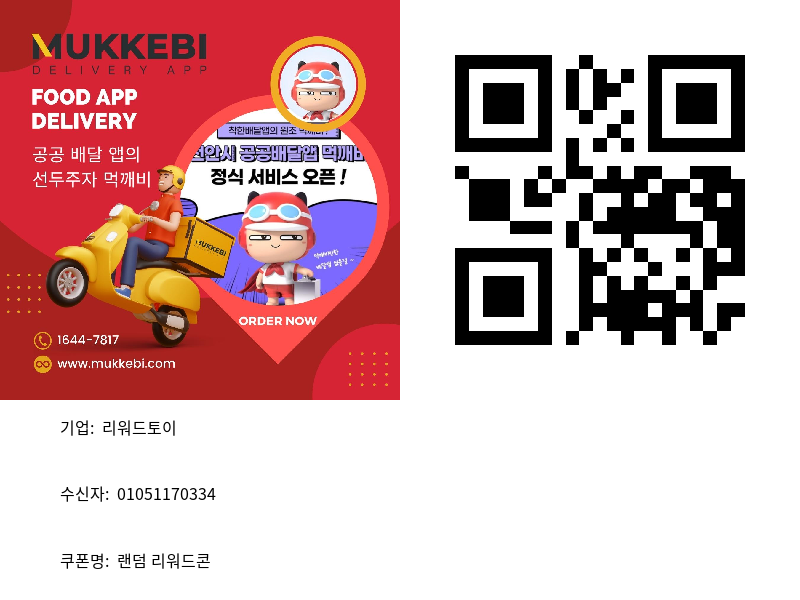 MUKKEBI
DELIVERY APP
FOOD APP
DELIVERY
공공 배달 앱의
선두주자 먹깨비
착한배달앱의 원조 먹깨비!
천안시 공공배달앱 먹깨비
정식 서비스 오픈!
MUKKEBI
ORDER NOW
1644-7817
www.mukkebi.com
기업: 리워드토이
수신자: 01051170334
쿠폰명: 랜덤 리워드콘